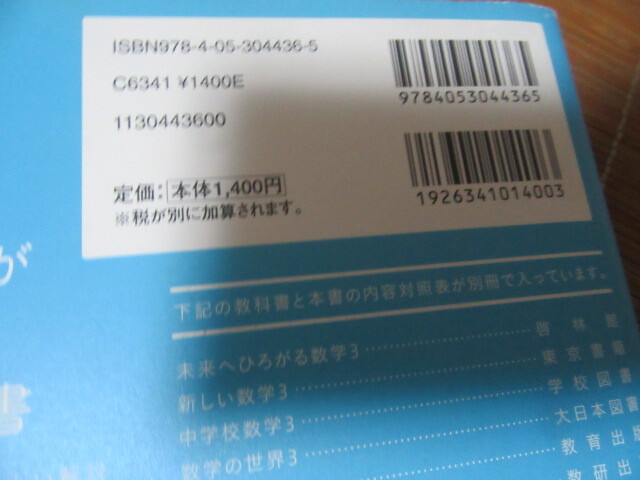 ISBN978-4-05-304436-5
C6341 ¥1400E
1130443600
9784053044365
1926341014003
定価：本体1,400円
※税が別に加算されます。
が
書
下記の教科書と本書の内容対照表が別冊で入っています。
未来へひろがる数学3 啓林館
新しい数学3 東京書籍
中学校数学3 学校図書
数学の世界3 大日本図書
教育出版
数研出
解説